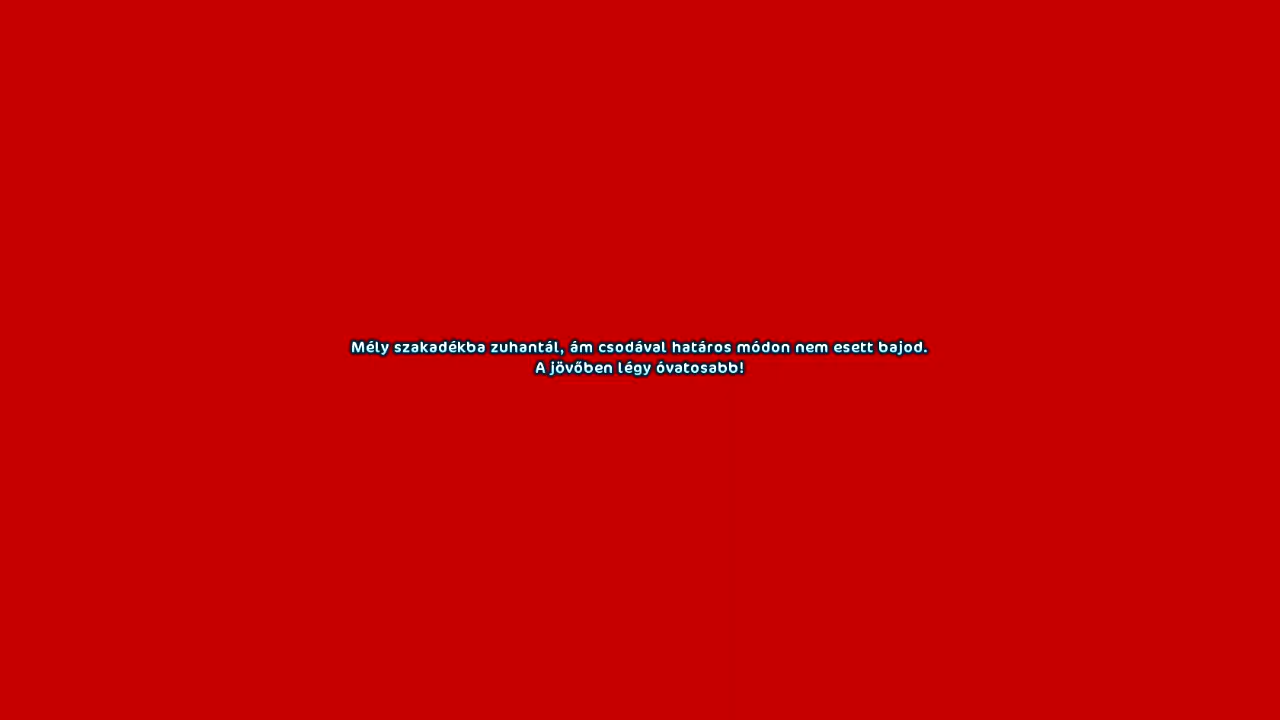 Mély szakadékba zuhantál, ám csodával határos módon nem esett bajod.
A jövőben légy óvatosabb!